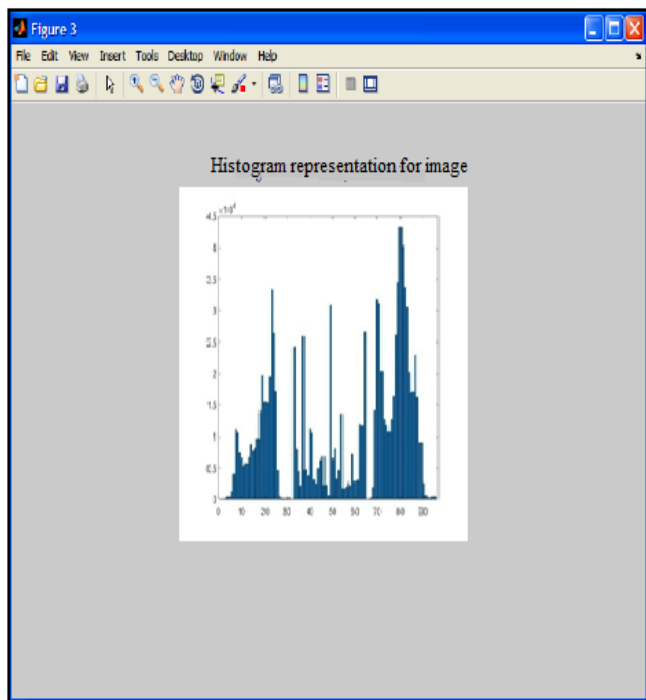 Figure 3
File Edit View Insert Tools Desktop Window Help
Histogram representation for image
4.5
4
3.5
3
2.5
2
1.5
1
0.5
0
0 10 20 30 40 50 60 70 80 90